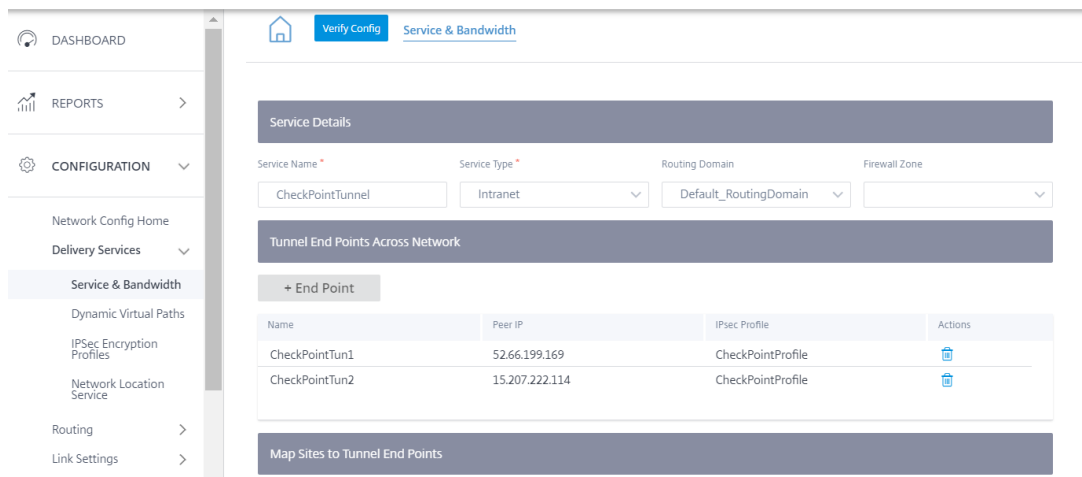 DASHBOARD
REPORTS
CONFIGURATION
Network Config Home
Delivery Services
Service & Bandwidth
Dynamic Virtual Paths
IPSec Encryption
Profiles
Network Location
Service
Routing
Link Settings
Verify Config Service & Bandwidth
Service Details
Service Name * Service Type * Routing Domain Firewall Zone
CheckPointTunnel Intranet Default_RoutingDomain
Tunnel End Points Across Network
+ End Point
Name Peer IP IPsec Profile Actions
CheckPointTun1 52.66.199.169 CheckPointProfile
CheckPointTun2 15.207.222.114 CheckPointProfile
Map Sites to Tunnel End Points